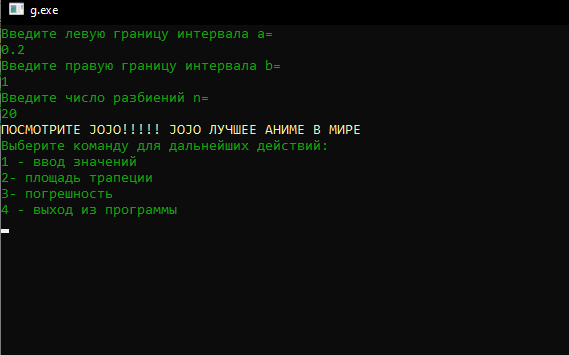 g.exe
Введите левую границу интервала a=
0.2
Введите правую границу интервала b=
1
Введите число разбиений n=
20
ПОСМОТРИТЕ JOJO!!!!! JOJO ЛУЧШЕЕ АНИМЕ В МИРЕ
Выберите команду для дальнейших действий:
1 - ввод значений
2- площадь трапеции
3- погрешность
4 - выход из программы